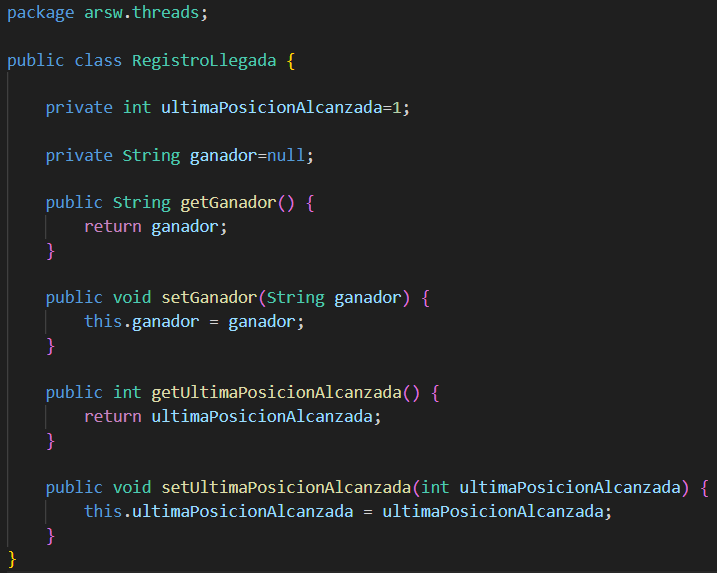 package arsw.threads;
public class RegistroLlegada {
private int ultimaPosicionAlcanzada=1;
private String ganador=null;
public String getGanador() {
return ganador;
}
public void setGanador(String ganador) {
this.ganador = ganador;
}
public int getUltimaPosicionAlcanzada() {
return ultimaPosicionAlcanzada;
}
public void setUltimaPosicionAlcanzada(int ultimaPosicionAlcanzada) {
this.ultimaPosicionAlcanzada = ultimaPosicionAlcanzada;
}
}